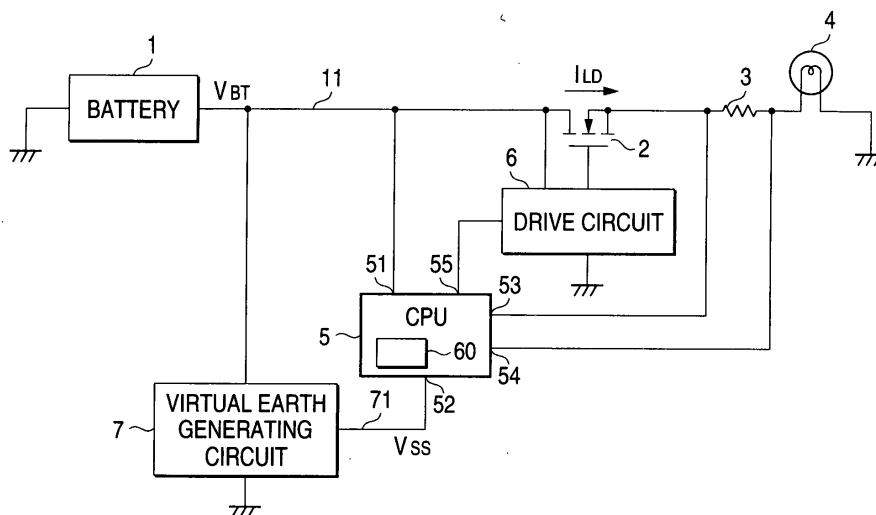 4
1
ILD
3
VBT
11
BATTERY
2
6
DRIVE CIRCUIT
51
55
53
CPU
5
60
54
52
VIRTUAL EARTH
GENERATING
CIRCUIT
71
7
VSS